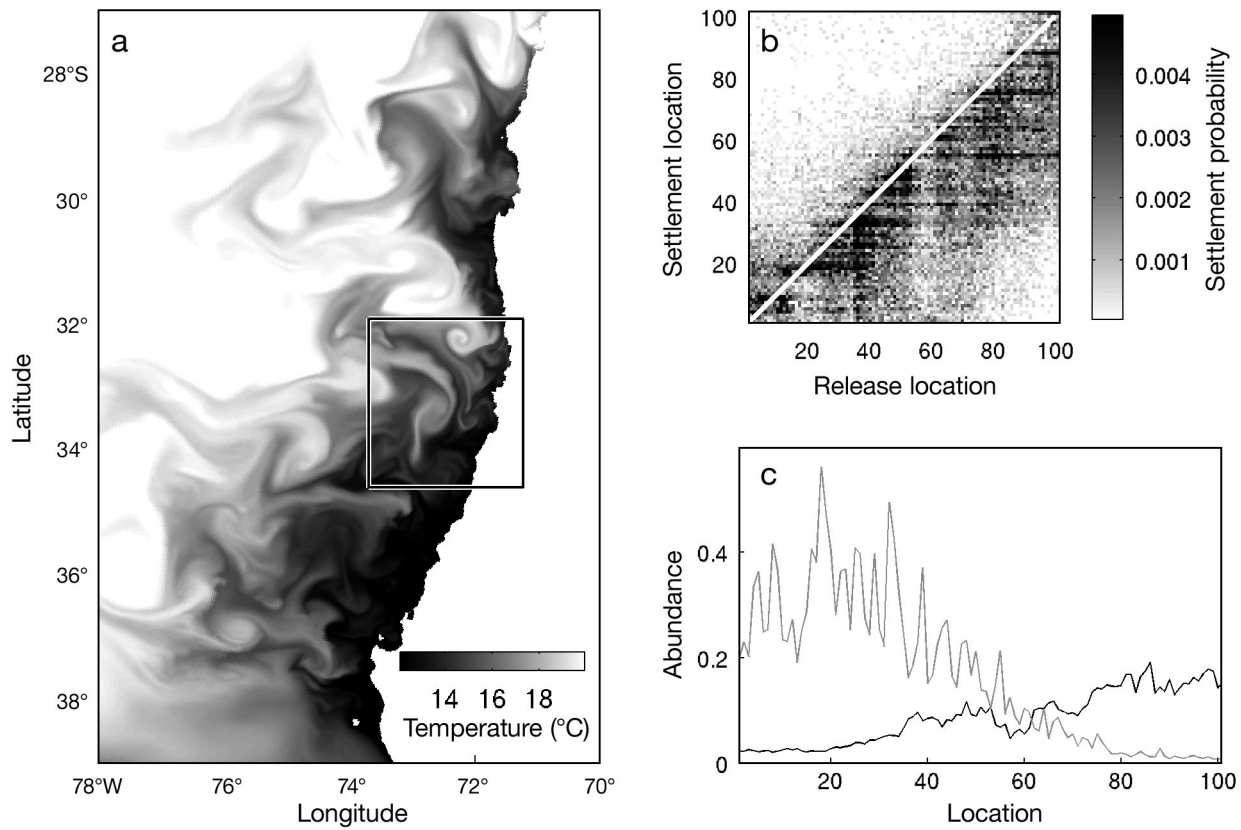 a
28°S
30°
32°
34°
36°
38°
Latitude
78°W
76°
74°
72°
70°
Longitude
14 16 18
Temperature (°C)
b
100
80
60
40
20
Settlement location
20 40 60 80 100
Release location
0.004
0.003
0.002
0.001
Settlement probability
c
0.4
0.2
0
Abundance
20 40 60 80 100
Location